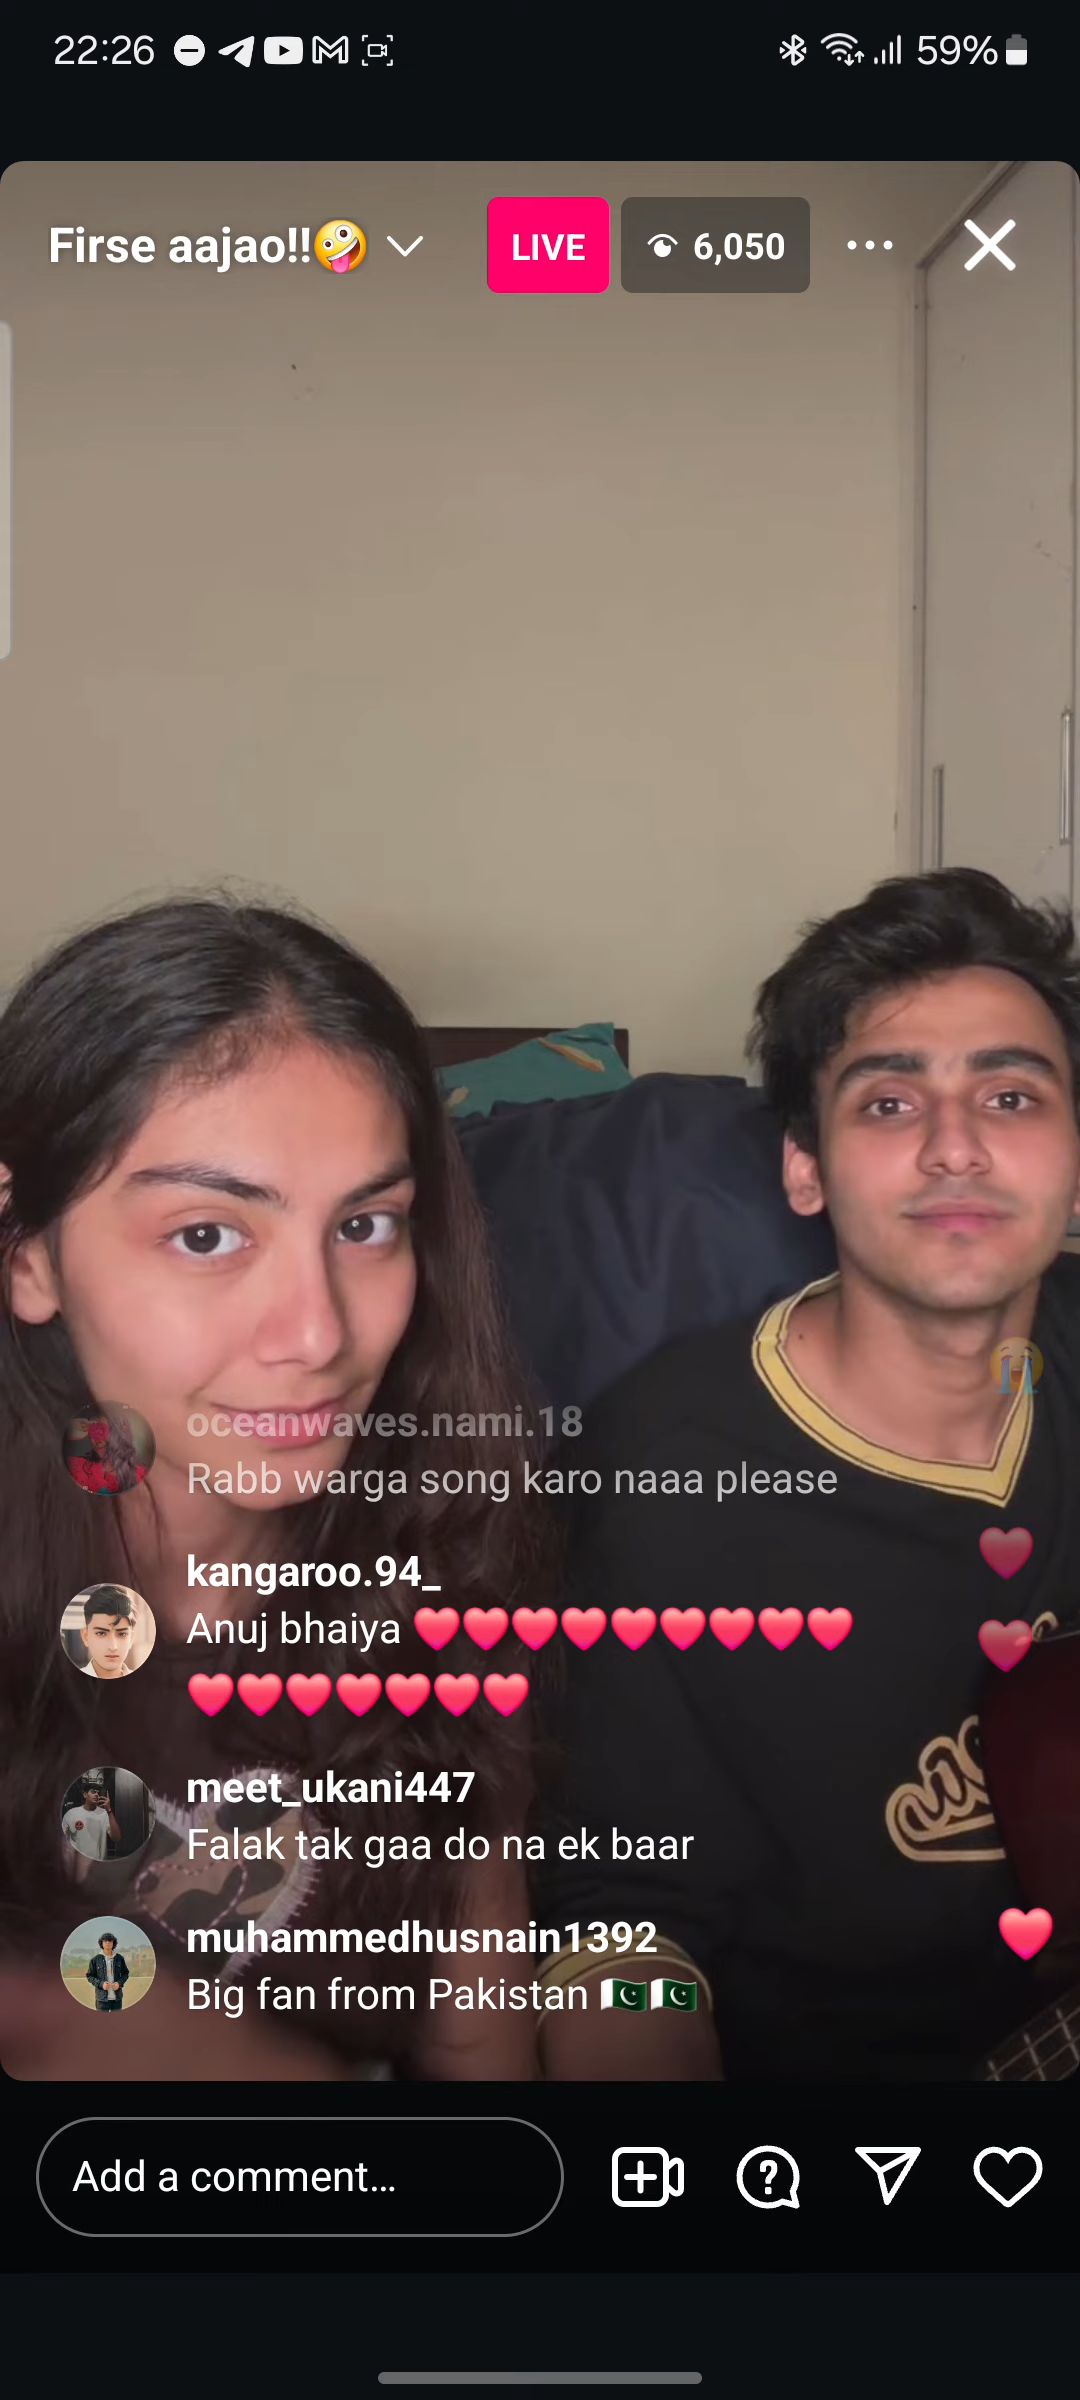 22:26
59%
Firse aajao!!🤪
LIVE
6,050
oceanwaves.nami.18
Rabb warga song karo naaa please
kangaroo.94_
Anuj bhaiya ❤️❤️❤️❤️❤️❤️❤️❤️❤️
❤️❤️❤️❤️❤️❤️❤️
meet_ukani447
Falak tak gaa do na ek baar
muhammedhusnain1392
Big fan from Pakistan 🇵🇰🇵🇰
Add a comment...